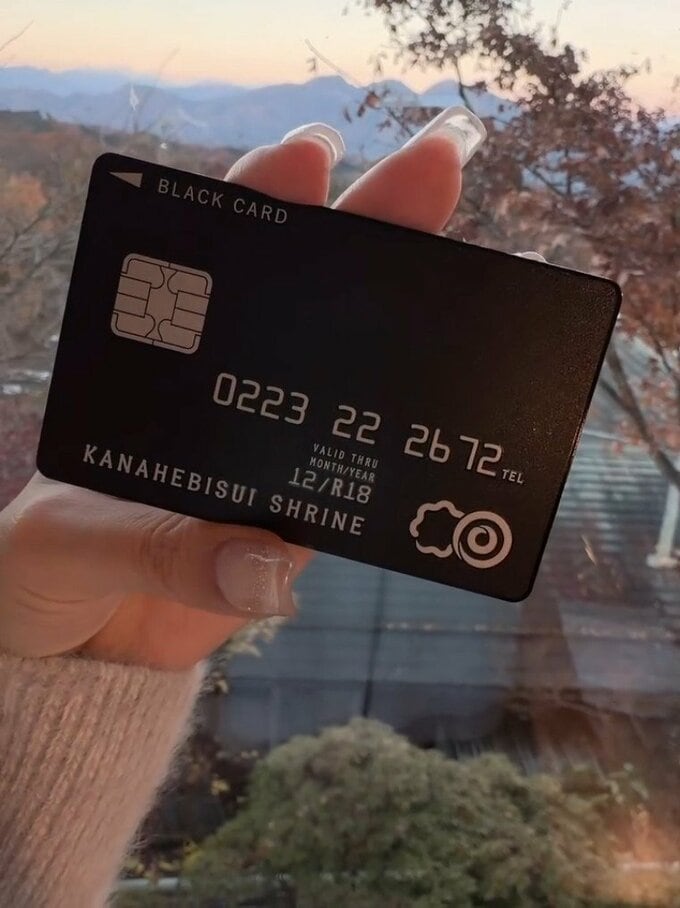 BLACK CARD
0223 22 2672 TEL
VALID THRU
MONTH/YEAR
12/R18
KANAHEBISUI SHRINE